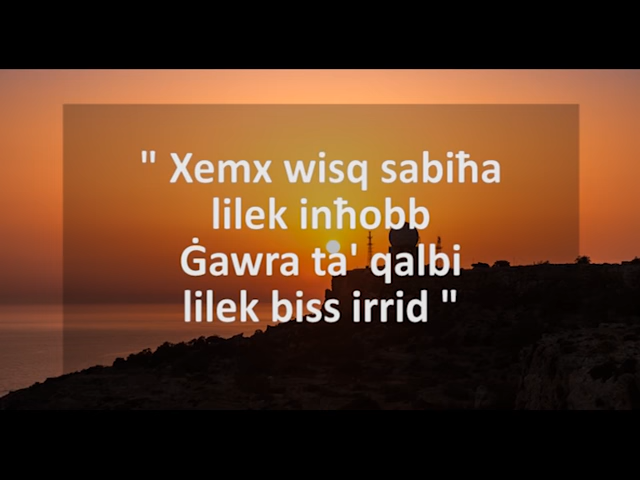 " Xemx wisq sabiħa
lilek inħobb
Ġawra ta' qalbi
lilek biss irrid "